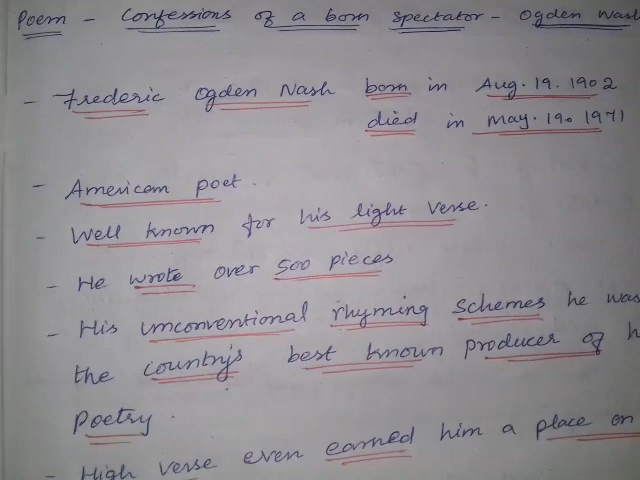 Poem - Confessions of a born spectator - Ogden Nash
- Frederic Ogden Nash born in Aug. 19. 1902
died in May. 19. 1971
- American poet.
- Well known for his light verse.
- He wrote over 500 pieces
- His unconventional rhyming schemes he was
the country's best known producer of h
Poetry.
- High verse even earned him a place on